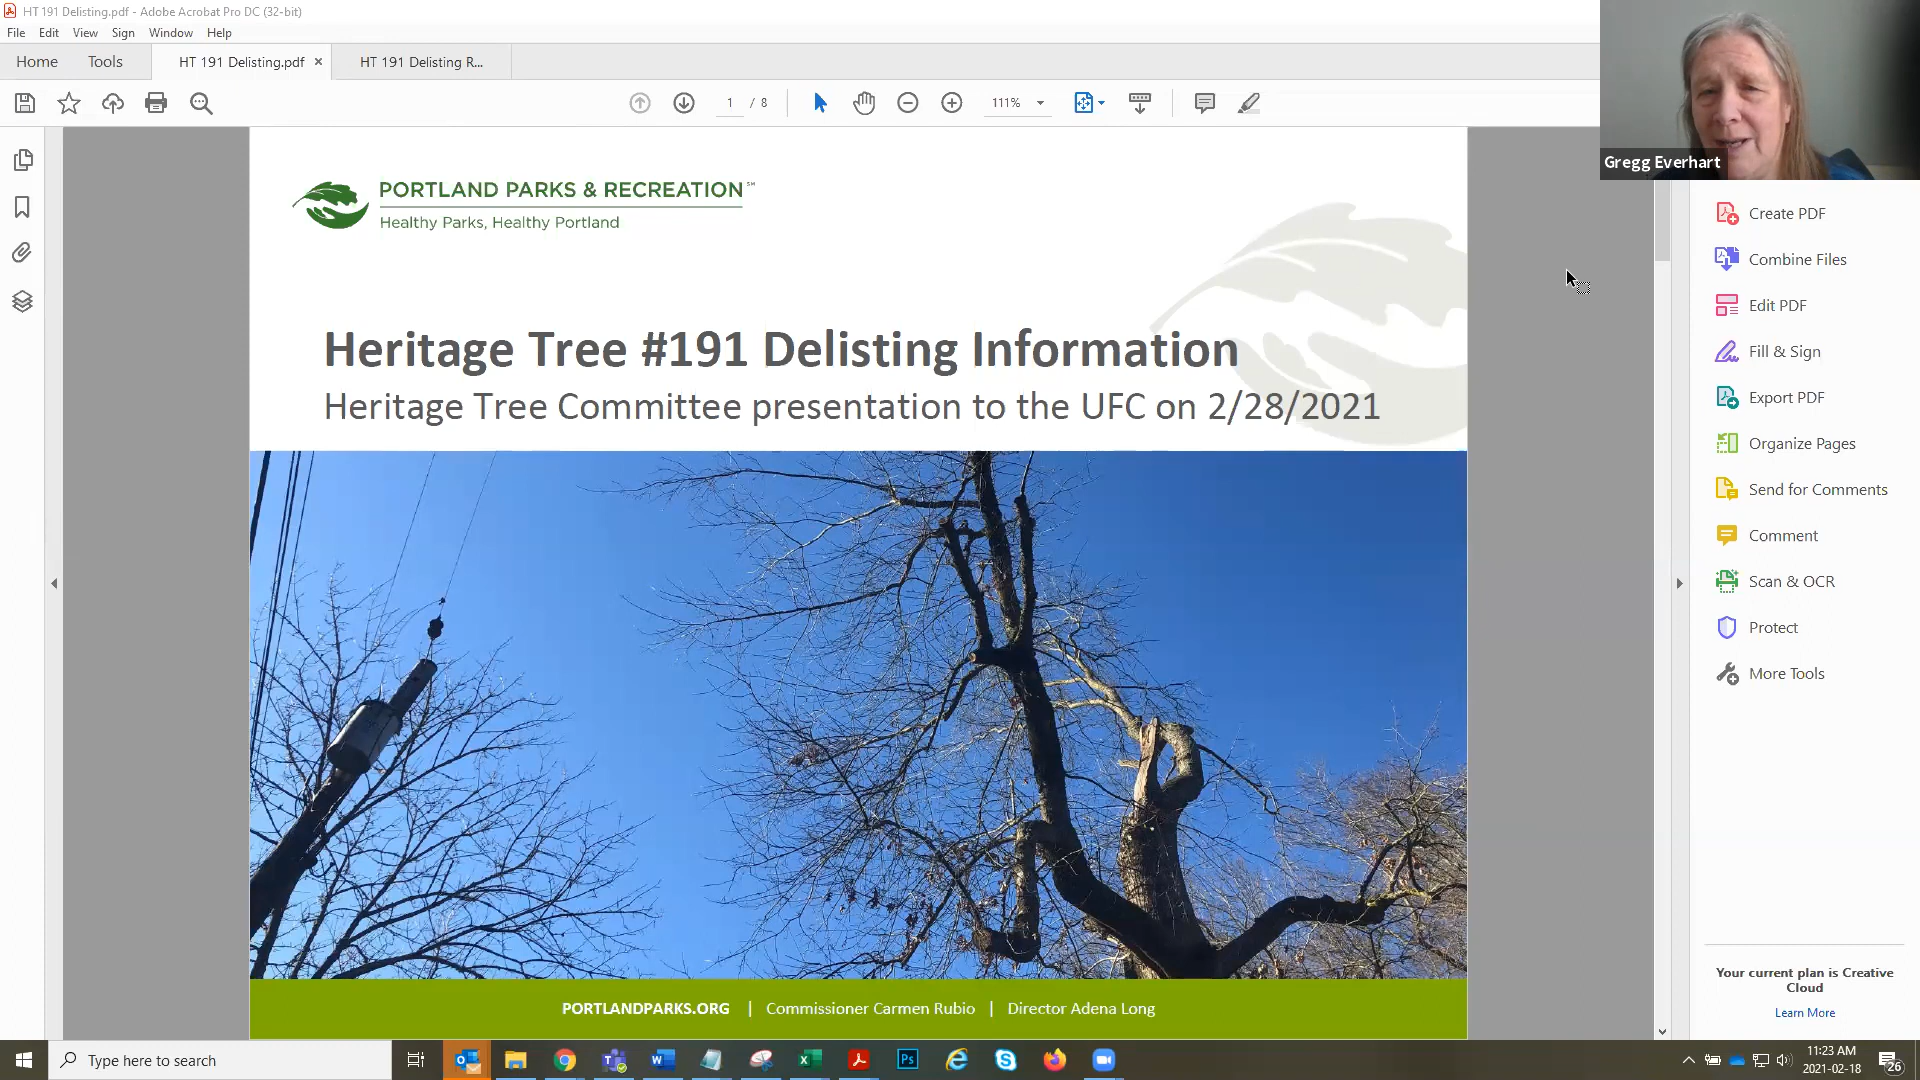 HT 191 Delisting.pdf - Adobe Acrobat Pro DC (32-bit)
File Edit View Sign Window Help
Home Tools HT 191 Delisting.pdf × HT 191 Delisting R...
1 / 8 111%
Gregg Everhart
PORTLAND PARKS & RECREATION℠
Healthy Parks, Healthy Portland
Heritage Tree #191 Delisting Information
Heritage Tree Committee presentation to the UFC on 2/28/2021
PORTLANDPARKS.ORG | Commissioner Carmen Rubio | Director Adena Long
Create PDF
Combine Files
Edit PDF
Fill & Sign
Export PDF
Organize Pages
Send for Comments
Comment
Scan & OCR
Protect
More Tools
Your current plan is Creative
Cloud
Learn More
Type here to search
Ps
11:23 AM
2021-02-18
26